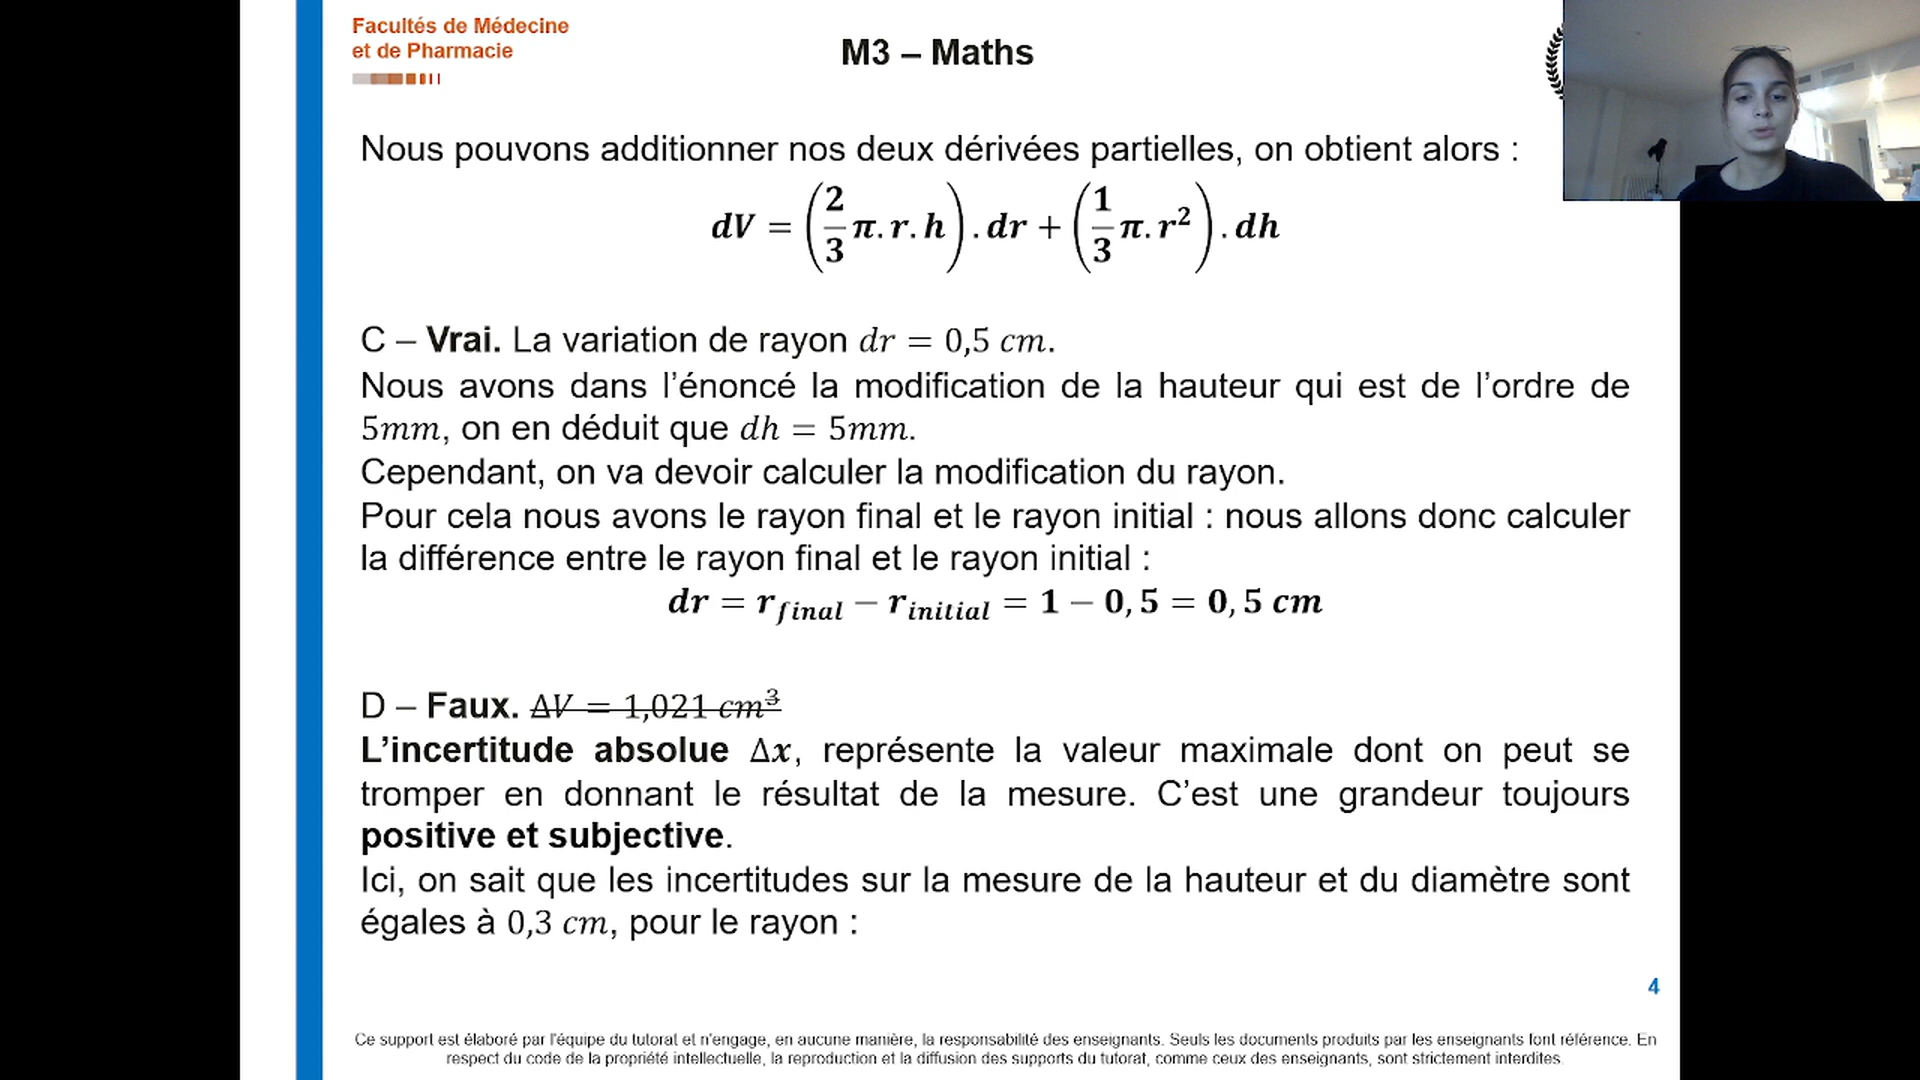 Facultés de Médecine
et de Pharmacie
M3 – Maths
Nous pouvons additionner nos deux dérivées partielles, on obtient alors :
dV = (2/3 π.r.h).dr + (1/3 π.r²).dh
C – Vrai. La variation de rayon dr = 0,5 cm.
Nous avons dans l’énoncé la modification de la hauteur qui est de l’ordre de
5mm, on en déduit que dh = 5mm.
Cependant, on va devoir calculer la modification du rayon.
Pour cela nous avons le rayon final et le rayon initial : nous allons donc calculer
la différence entre le rayon final et le rayon initial :
dr = r_final − r_initial = 1 − 0,5 = 0,5 cm
D – Faux. ΔV = 1,021 cm³
L’incertitude absolue Δx, représente la valeur maximale dont on peut se
tromper en donnant le résultat de la mesure. C’est une grandeur toujours
positive et subjective.
Ici, on sait que les incertitudes sur la mesure de la hauteur et du diamètre sont
égales à 0,3 cm, pour le rayon :
4
Ce support est élaboré par l'équipe du tutorat et n'engage, en aucune manière, la responsabilité des enseignants. Seuls les documents produits par les enseignants font référence. En
respect du code de la propriété intellectuelle, la reproduction et la diffusion des supports du tutorat, comme ceux des enseignants, sont strictement interdites.